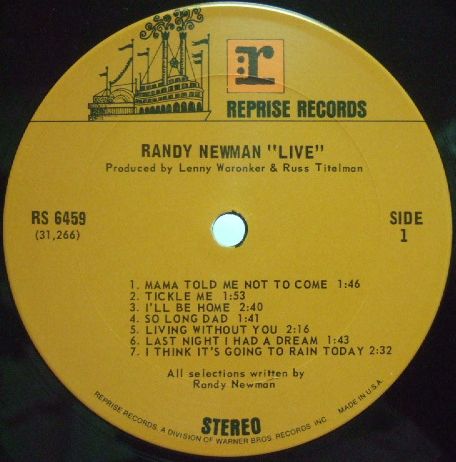 r
REPRISE RECORDS
RANDY NEWMAN "LIVE"
Produced by Lenny Waronker & Russ Titelman
RS 6459
(31,266)
SIDE
1
1. MAMA TOLD ME NOT TO COME 1:46
2. TICKLE ME 1:53
3. I'LL BE HOME 2:40
4. SO LONG DAD 1:41
5. LIVING WITHOUT YOU 2:16
6. LAST NIGHT I HAD A DREAM 1:43
7. I THINK IT'S GOING TO RAIN TODAY 2:32
All selections written by
Randy Newman
STEREO
REPRISE RECORDS, A DIVISION OF WARNER BROS. RECORDS INC. MADE IN U.S.A.